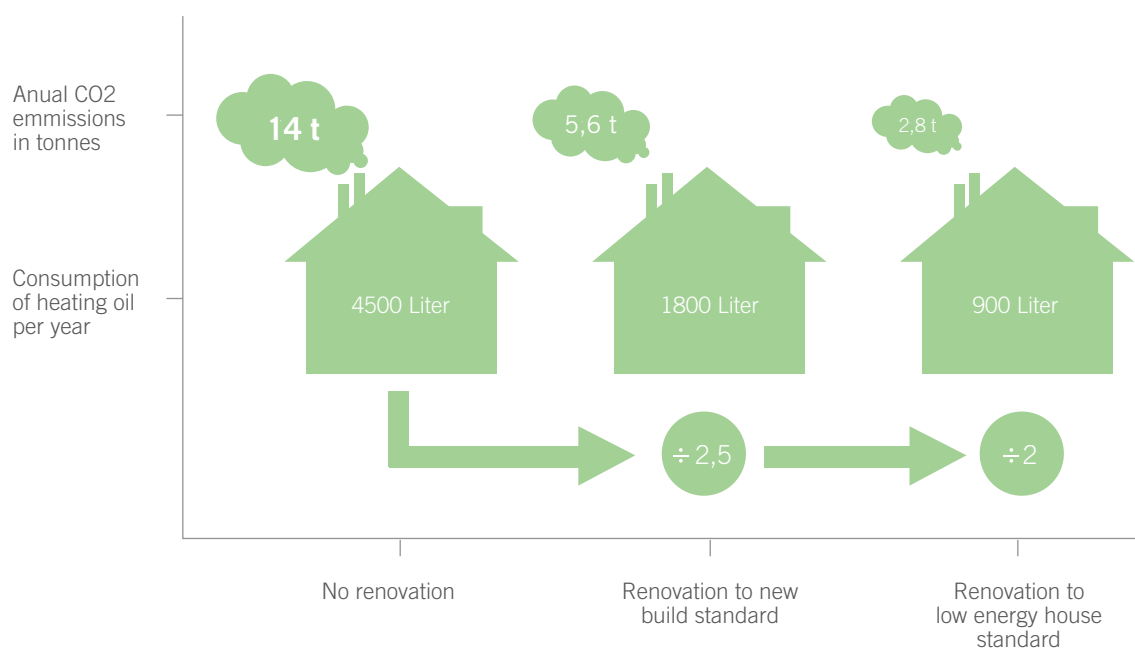 Anual CO2
emmissions
in tonnes
14 t
5,6 t
2,8 t
Consumption
of heating oil
per year
4500 Liter
1800 Liter
900 Liter
÷ 2,5
÷ 2
No renovation
Renovation to new
build standard
Renovation to
low energy house
standard